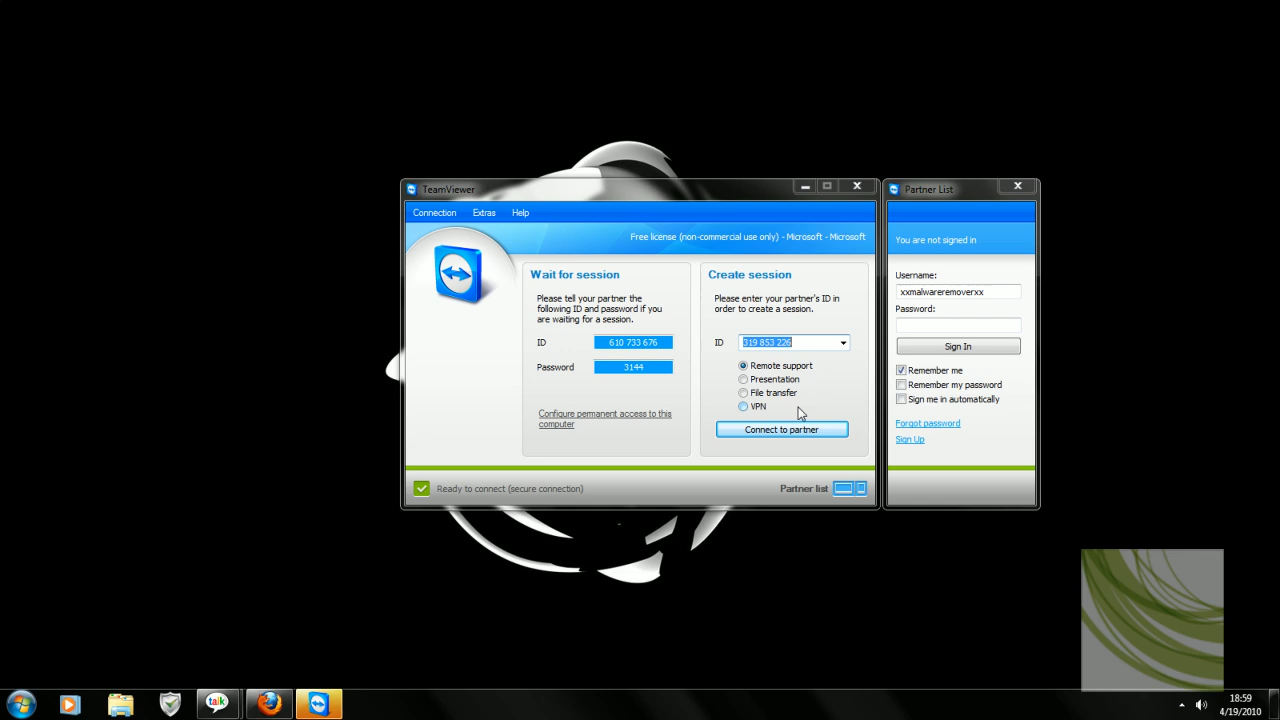 TeamViewer
Connection Extras Help
Free license (non-commercial use only) - Microsoft - Microsoft
Wait for session
Please tell your partner the
following ID and password if you
are waiting for a session.
ID 610 733 676
Password 3144
Configure permanent access to this
computer
Create session
Please enter your partner's ID in
order to create a session.
ID 319 853 226
Remote support
Presentation
File transfer
VPN
Connect to partner
Ready to connect (secure connection)
Partner list
Partner List
You are not signed in
Username:
xxmalwareremoverxx
Password:
Sign In
Remember me
Remember my password
Sign me in automatically
Forgot password
Sign Up
talk
18:59
4/19/2010